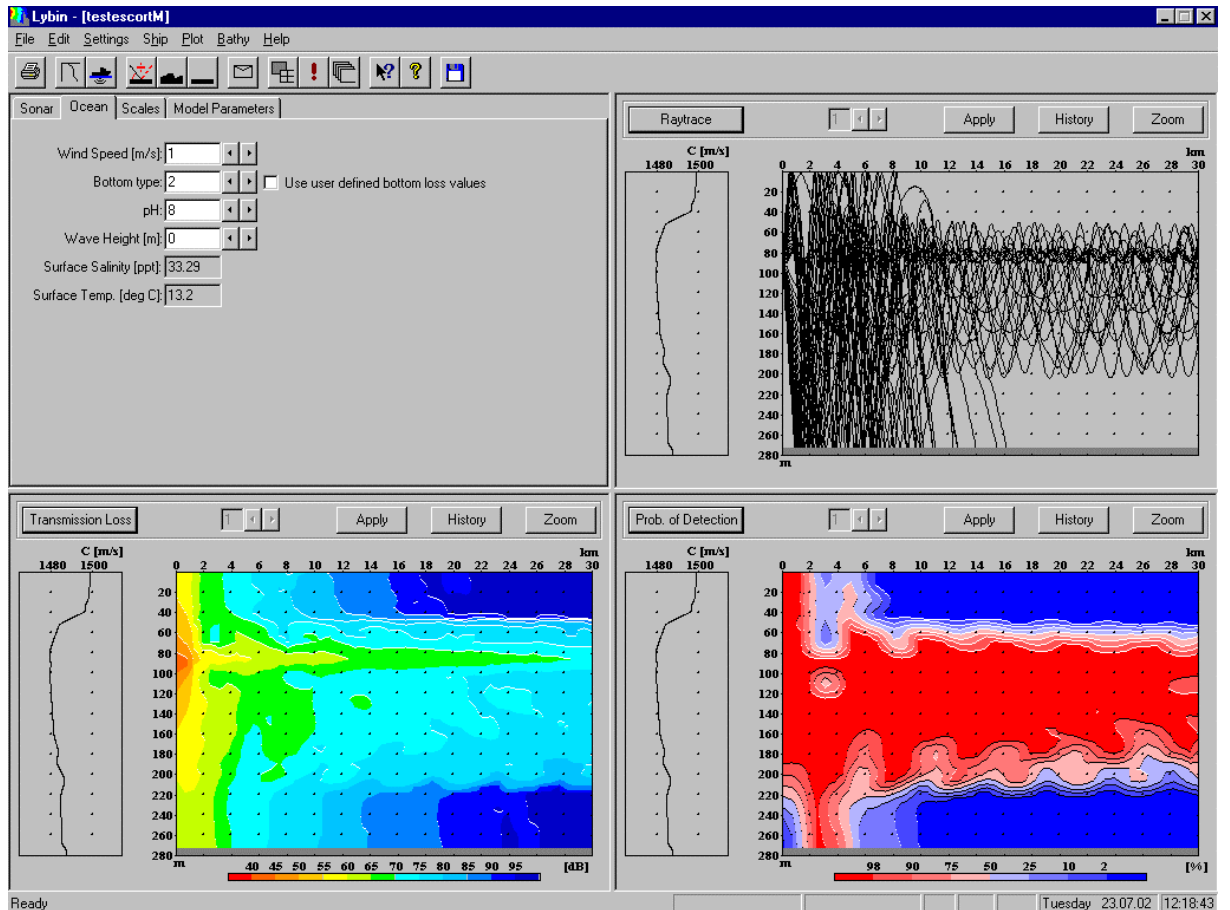 Lybin - [testescortM]
File Edit Settings Ship Plot Bathy Help
Sonar Ocean Scales Model Parameters
Wind Speed [m/s]: 1
Bottom type: 2 Use user defined bottom loss values
pH: 8
Wave Height [m]: 0
Surface Salinity [ppt]: 33.29
Surface Temp. [deg C]: 13.2
Raytrace 1 Apply History Zoom
C [m/s] km
1480 1500 0 2 4 6 8 10 12 14 16 18 20 22 24 26 28 30
20
40
60
80
100
120
140
160
180
200
220
240
260
280
m
Transmission Loss 1 Apply History Zoom
C [m/s] km
1480 1500 0 2 4 6 8 10 12 14 16 18 20 22 24 26 28 30
20
40
60
80
100
120
140
160
180
200
220
240
260
280
m 40 45 50 55 60 65 70 75 80 85 90 95 [dB]
Prob. of Detection 1 Apply History Zoom
C [m/s] km
1480 1500 0 2 4 6 8 10 12 14 16 18 20 22 24 26 28 30
20
40
60
80
100
120
140
160
180
200
220
240
260
280
m 98 90 75 50 25 10 2 [%]
Ready Tuesday 23.07.02 12:18:43